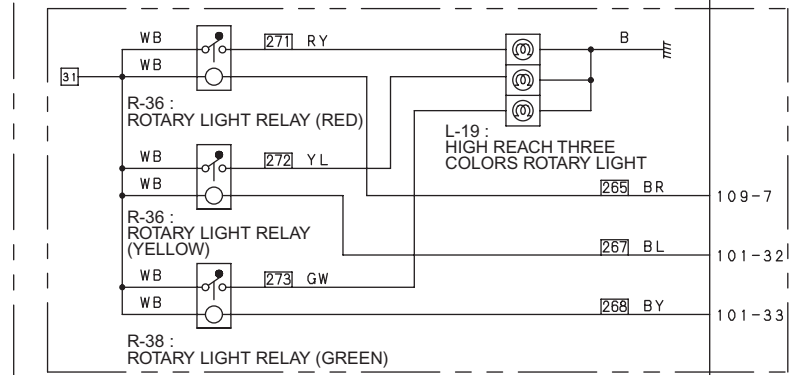 WB 271 RY B
WB
31
R-36 :
ROTARY LIGHT RELAY (RED)
L-19 :
HIGH REACH THREE
COLORS ROTARY LIGHT
WB 272 YL
WB
265 BR 109-7
R-36 :
ROTARY LIGHT RELAY
(YELLOW)
267 BL 101-32
WB 273 GW
WB
268 BY 101-33
R-38 :
ROTARY LIGHT RELAY (GREEN)